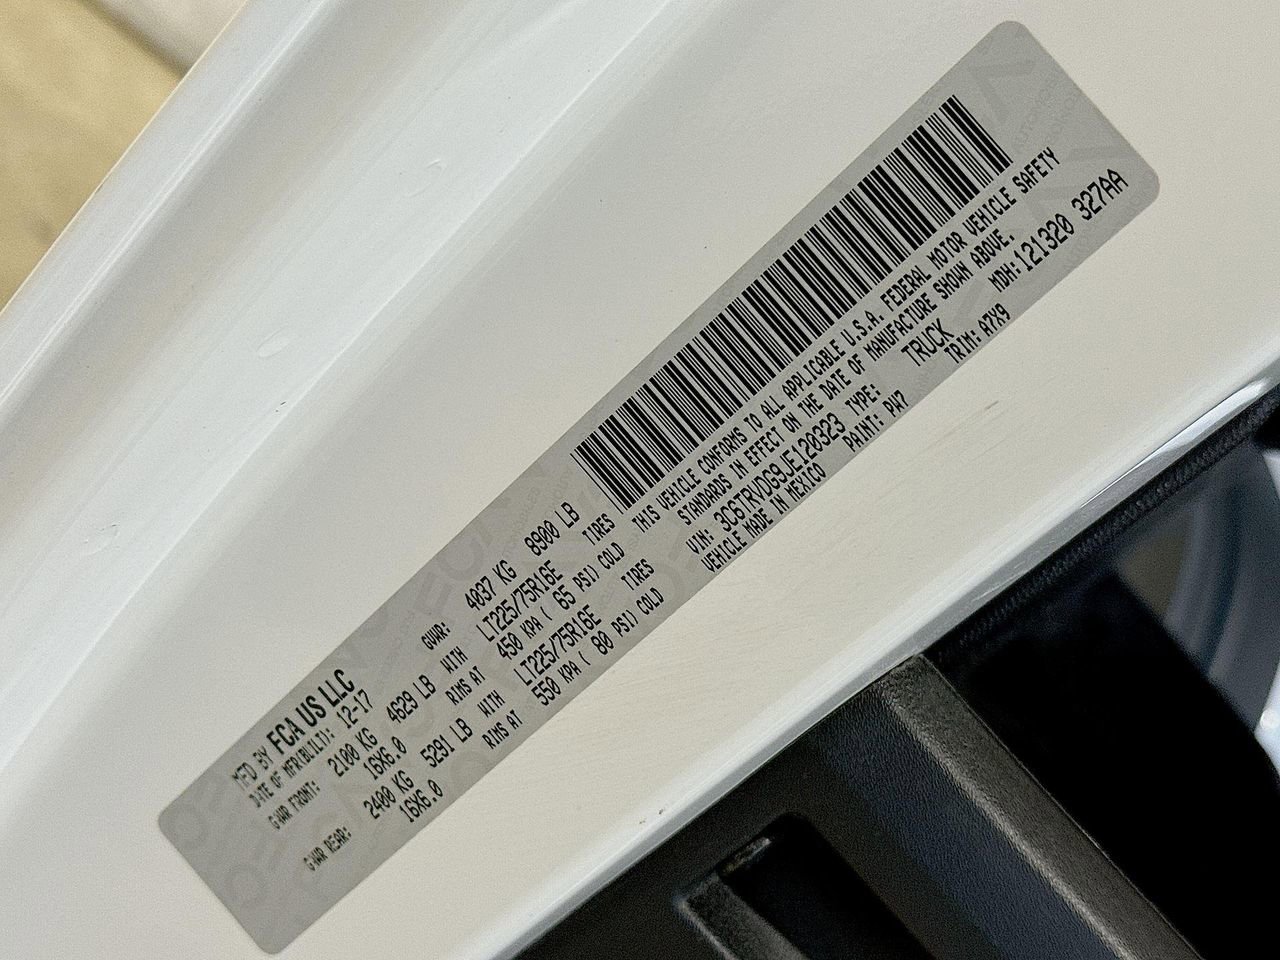 MFD BY FCA US LLC
DATE OF MFR(BUILD): 12-17 GVWR: 4037 KG 8900 LB
GAWR FRONT: 2100 KG 4629 LB WITH LT225/75R16E TIRES
16X6.0 RIMS AT 450 KPA ( 65 PSI) COLD
GAWR REAR: 2400 KG 5291 LB WITH LT225/75R16E TIRES
16X6.0 RIMS AT 550 KPA ( 80 PSI) COLD
THIS VEHICLE CONFORMS TO ALL APPLICABLE U.S.A. FEDERAL MOTOR VEHICLE SAFETY
STANDARDS IN EFFECT ON THE DATE OF MANUFACTURE SHOWN ABOVE.
VIN: 3C6TRVDG9JE120323 TYPE: TRUCK MDH: 121320 327AA
VEHICLE MADE IN MEXICO PAINT: PW7 TRIM: A7X9